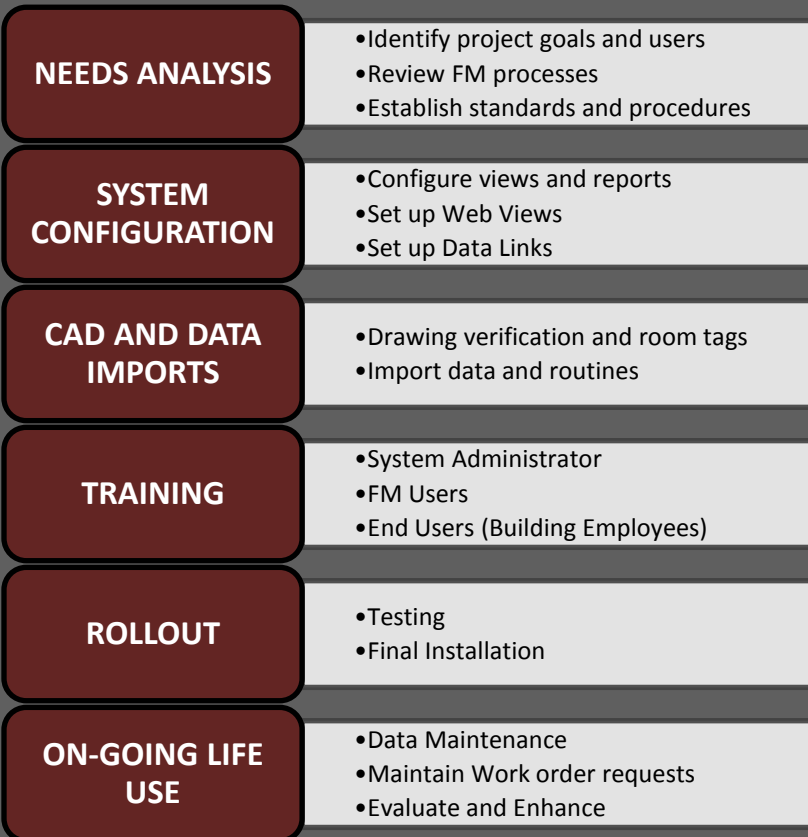 NEEDS ANALYSIS
•Identify project goals and users
•Review FM processes
•Establish standards and procedures
SYSTEM
CONFIGURATION
•Configure views and reports
•Set up Web Views
•Set up Data Links
CAD AND DATA
IMPORTS
•Drawing verification and room tags
•Import data and routines
TRAINING
•System Administrator
•FM Users
•End Users (Building Employees)
ROLLOUT
•Testing
•Final Installation
ON-GOING LIFE
USE
•Data Maintenance
•Maintain Work order requests
•Evaluate and Enhance